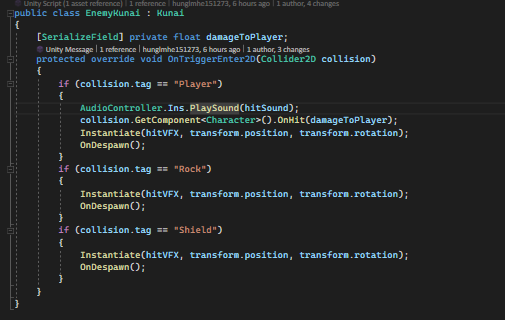 Unity Script (1 asset reference) | 1 reference | hunglmhe151273, 6 hours ago | 1 author, 4 changes
public class EnemyKunai : Kunai
{
[SerializeField] private float damageToPlayer;
Unity Message | 1 reference | hunglmhe151273, 6 hours ago | 1 author, 3 changes
protected override void OnTriggerEnter2D(Collider2D collision)
{
if (collision.tag == "Player")
{
AudioController.Ins.PlaySound(hitSound);
collision.GetComponent<Character>().OnHit(damageToPlayer);
Instantiate(hitVFX, transform.position, transform.rotation);
OnDespawn();
}
if (collision.tag == "Rock")
{
Instantiate(hitVFX, transform.position, transform.rotation);
OnDespawn();
}
if (collision.tag == "Shield")
{
Instantiate(hitVFX, transform.position, transform.rotation);
OnDespawn();
}
}
}